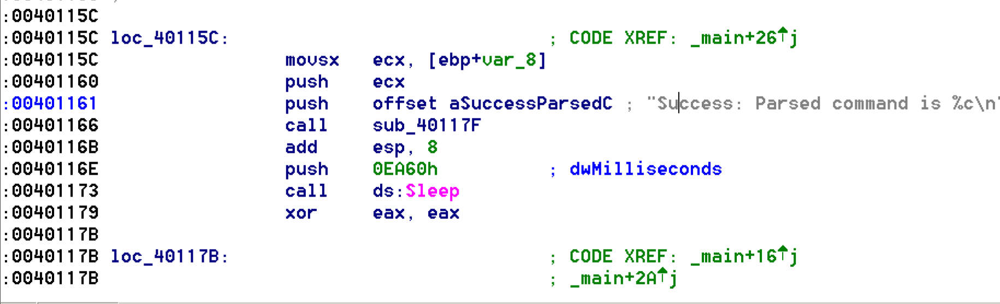 :0040115C
:0040115C loc_40115C: ; CODE XREF: _main+26↑j
:0040115C movsx ecx, [ebp+var_8]
:00401160 push ecx
:00401161 push offset aSuccessParsedC ; "Success: Parsed command is %c\n"
:00401166 call sub_40117F
:0040116B add esp, 8
:0040116E push 0EA60h ; dwMilliseconds
:00401173 call ds:Sleep
:00401179 xor eax, eax
:0040117B
:0040117B loc_40117B: ; CODE XREF: _main+16↑j
:0040117B ; _main+2A↑j